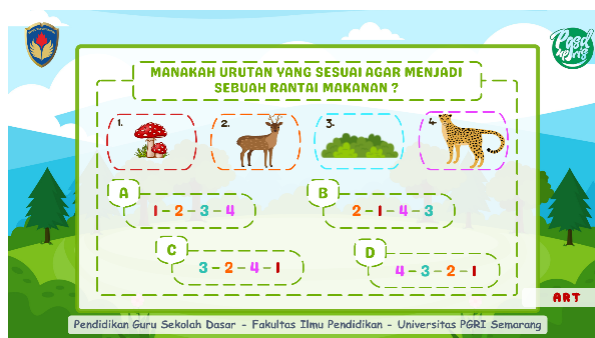 Pgsd
upgris
MANAKAH URUTAN YANG SESUAI AGAR MENJADI
SEBUAH RANTAI MAKANAN ?
1.
2.
3.
4.
A
1 - 2 - 3 - 4
B
2 - 1 - 4 - 3
C
3 - 2 - 4 - 1
D
4 - 3 - 2 - 1
ART
Pendidikan Guru Sekolah Dasar - Fakultas Ilmu Pendidikan - Universitas PGRI Semarang